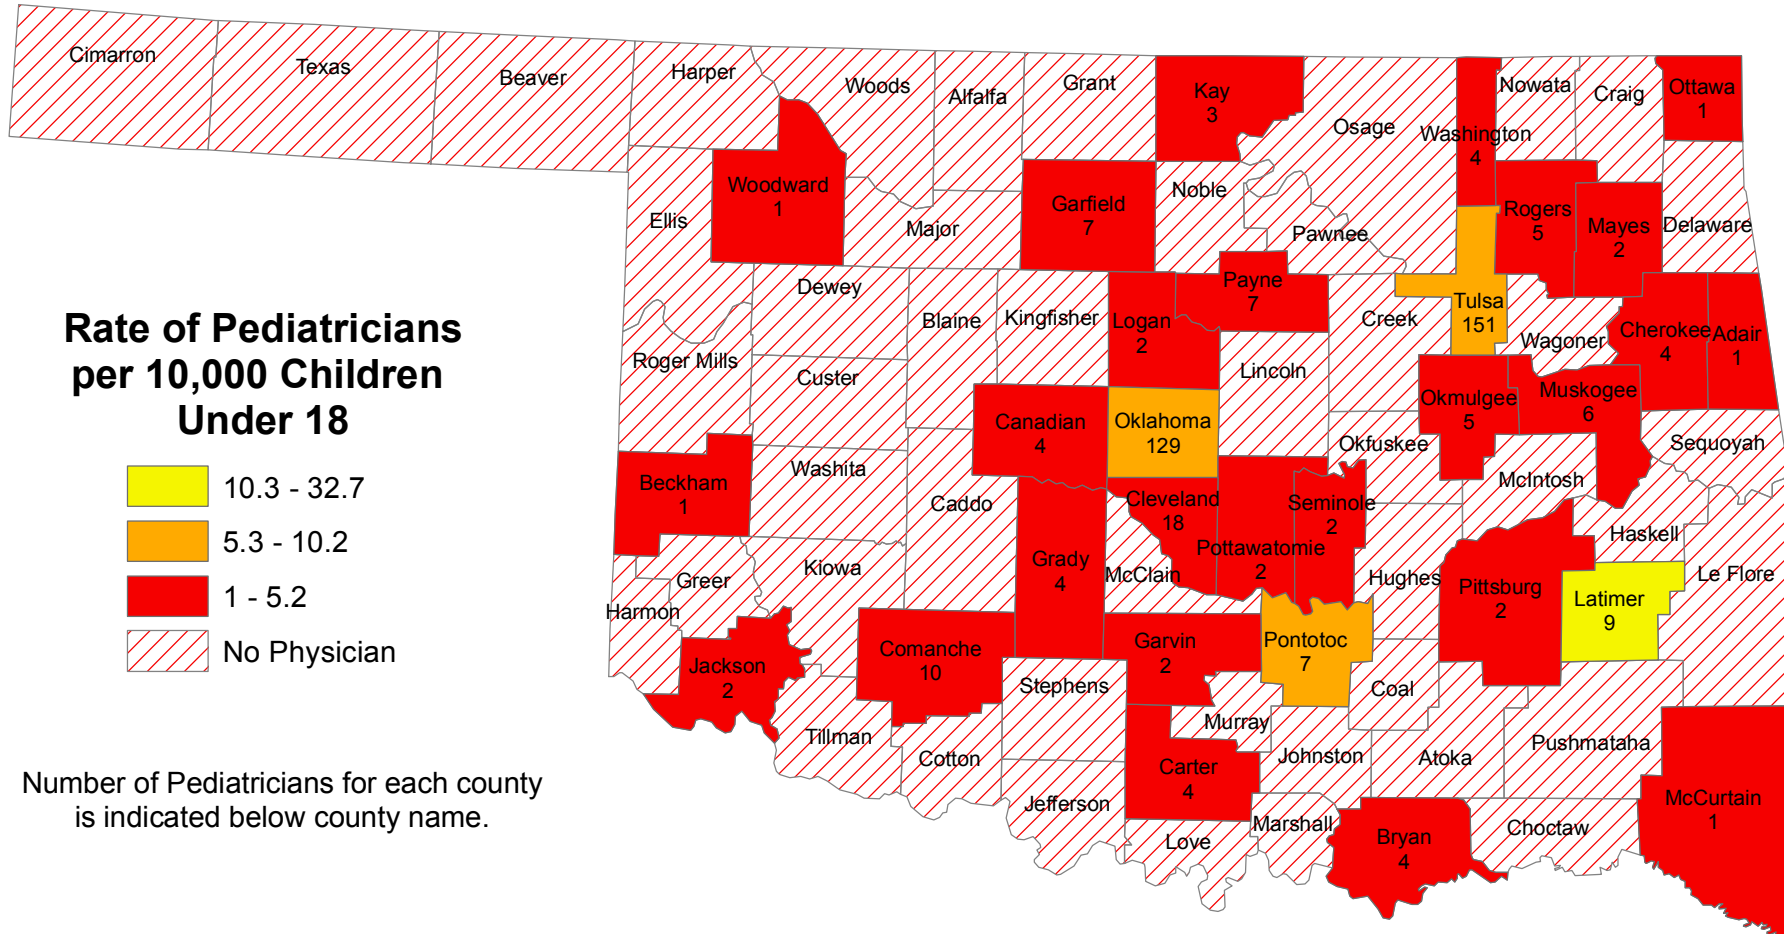 Cimarron
Texas
Beaver
Harper
Woods
Alfalfa
Grant
Kay
3
Osage
Washington
4
Nowata
Craig
Ottawa
1
Woodward
1
Ellis
Major
Garfield
7
Noble
Pawnee
Rogers
5
Mayes
2
Delaware
Dewey
Blaine
Kingfisher
Logan
2
Payne
7
Creek
Tulsa
151
Wagoner
Cherokee
4
Adair
1
Rate of Pediatricians
per 10,000 Children
Under 18
10.3 - 32.7
5.3 - 10.2
1 - 5.2
No Physician
Number of Pediatricians for each county
is indicated below county name.
Roger Mills
Custer
Lincoln
Canadian
4
Oklahoma
129
Okmulgee
5
Muskogee
6
Okfuskee
Sequoyah
Beckham
1
Washita
Caddo
Cleveland
18
Seminole
2
McIntosh
Haskell
Pottawatomie
2
Grady
4
McClain
Hughes
Pittsburg
2
Latimer
9
Le Flore
Greer
Kiowa
Harmon
Jackson
2
Comanche
10
Garvin
2
Pontotoc
7
Stephens
Coal
Murray
Tillman
Cotton
Johnston
Atoka
Pushmataha
Carter
4
Jefferson
Love
Marshall
Bryan
4
Choctaw
McCurtain
1